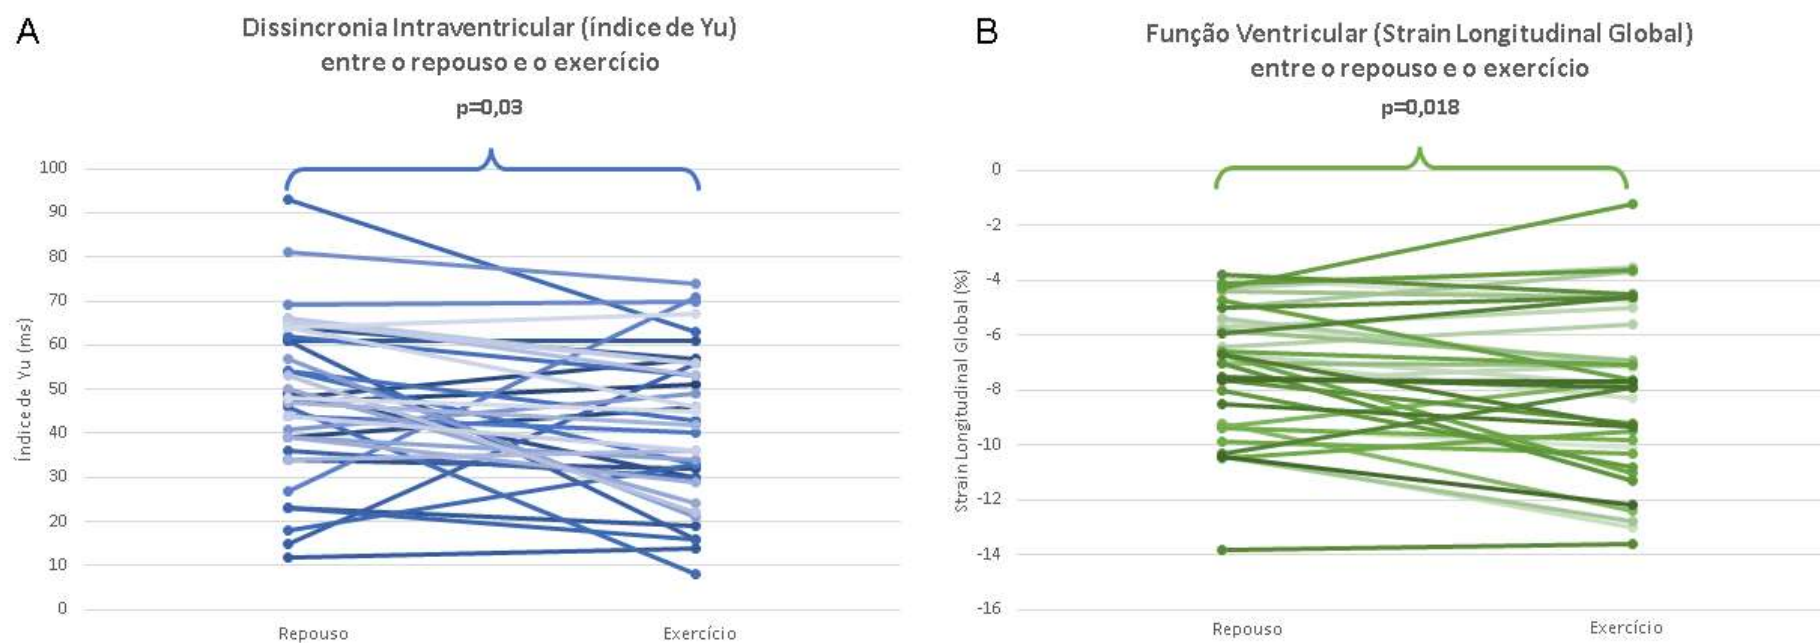 A
Dissincronia Intraventricular (índice de Yu)
entre o repouso e o exercício
p=0,03
100
90
80
70
60
50
40
30
20
10
0
Índice de Yu (ms)
Repouso
Exercício
B
Função Ventricular (Strain Longitudinal Global)
entre o repouso e o exercício
p=0,018
0
-2
-4
-6
-8
-10
-12
-14
-16
Strain Longitudinal Global (%)
Repouso
Exercício